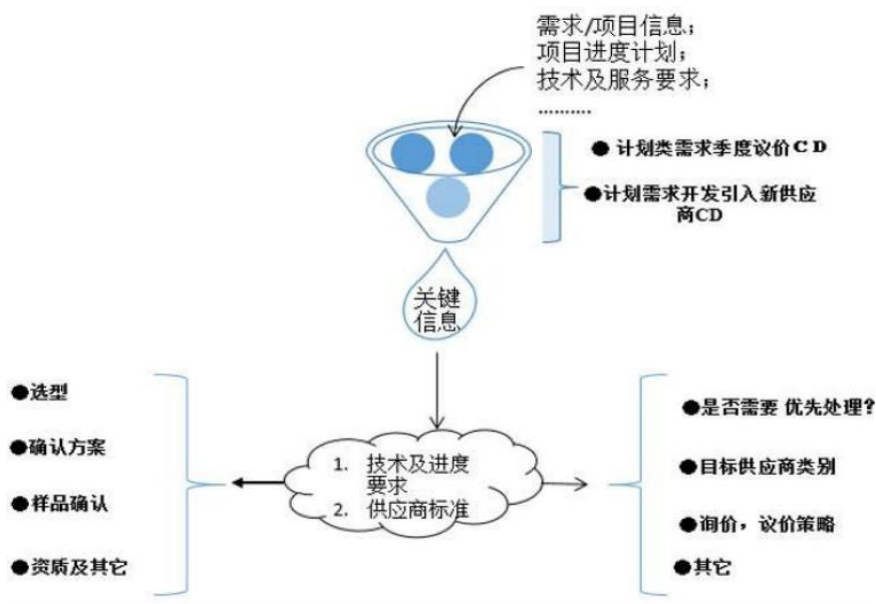 需求/项目信息；
项目进度计划；
技术及服务要求；
..........
●计划类需求季度议价CD
●计划需求开发引入新供应
商CD
关键
信息
●选型
●确认方案
●样品确认
●资质及其它
1. 技术及进度
要求
2. 供应商标准
●是否需要 优先处理?
●目标供应商类别
●询价，议价策略
●其它